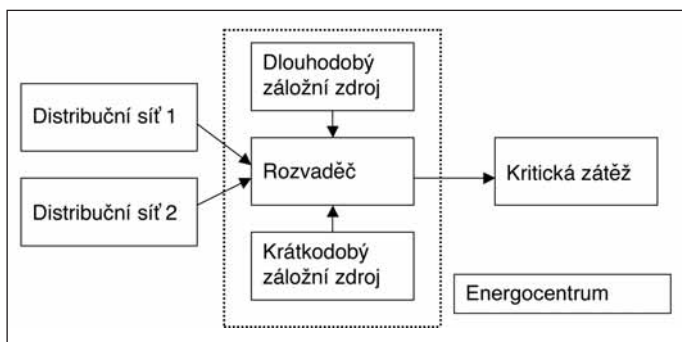 Distribuční síť 1
Distribuční síť 2
Dlouhodobý
záložní zdroj
Rozvaděč
Krátkodobý
záložní zdroj
Kritická zátěž
Energocentrum